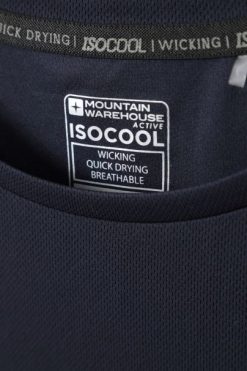 QUICK DRYING | ISOCOOL | WICKING |
MOUNTAIN
WAREHOUSE
ACTIVE
ISOCOOL
WICKING
QUICK DRYING
BREATHABLE